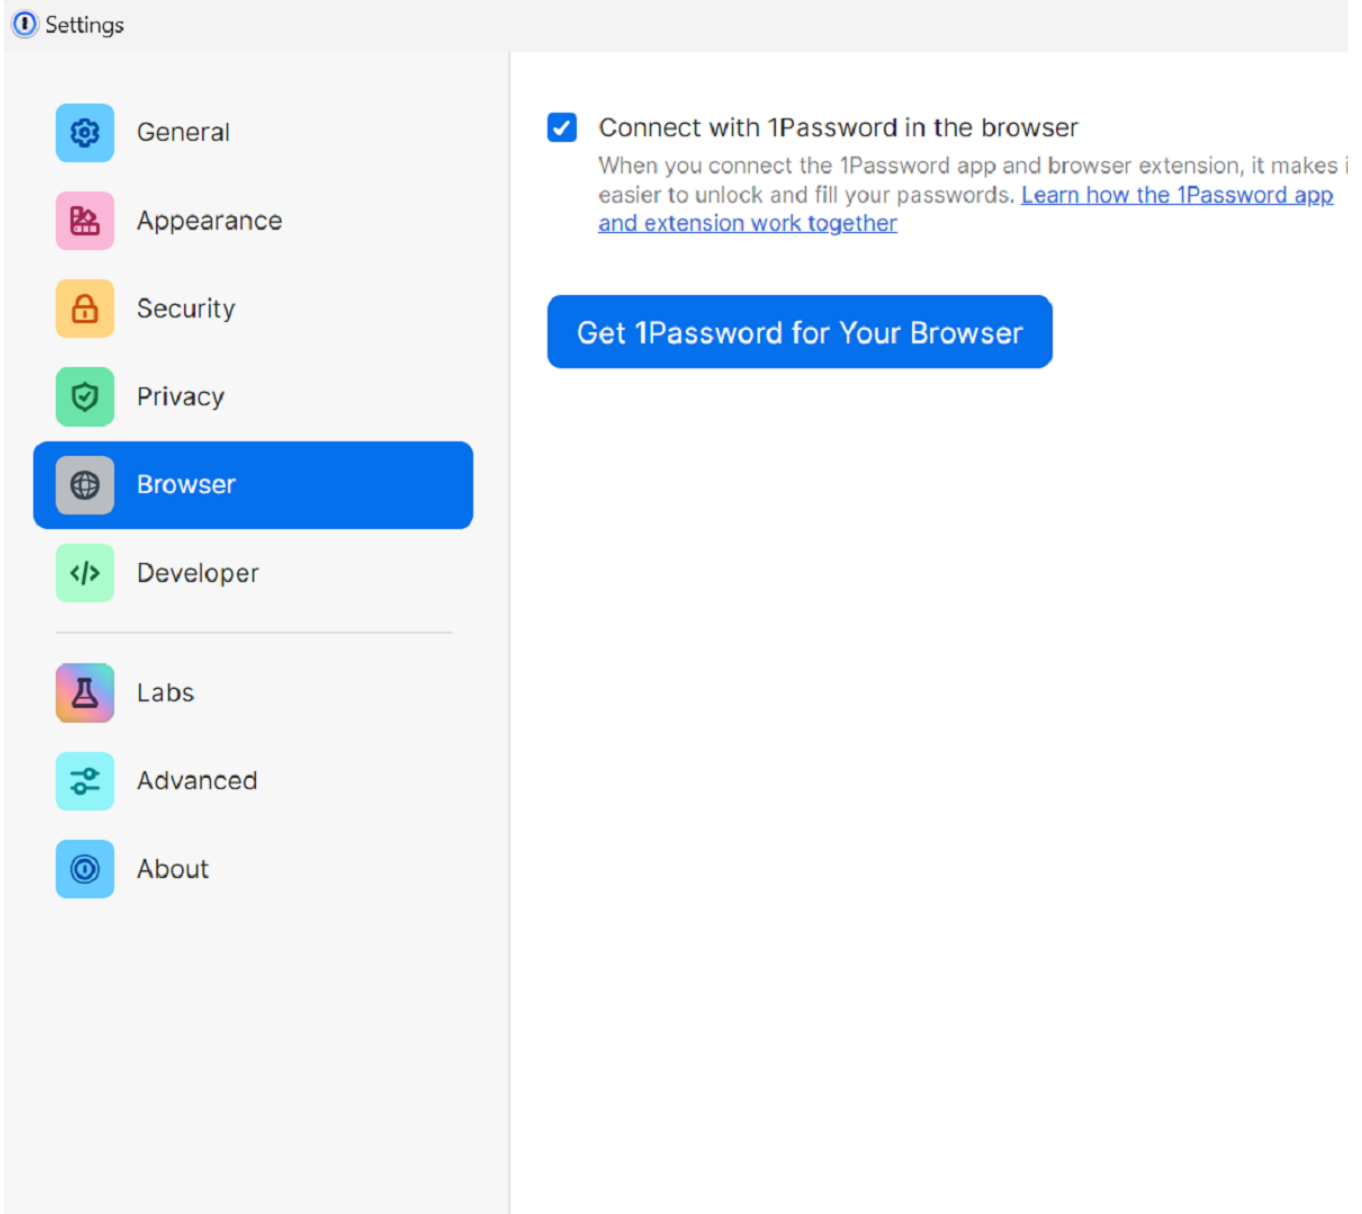 Settings
General
Appearance
Security
Privacy
Browser
Developer
Labs
Advanced
About
Connect with 1Password in the browser
When you connect the 1Password app and browser extension, it makes
easier to unlock and fill your passwords. Learn how the 1Password app
and extension work together
Get 1Password for Your Browser